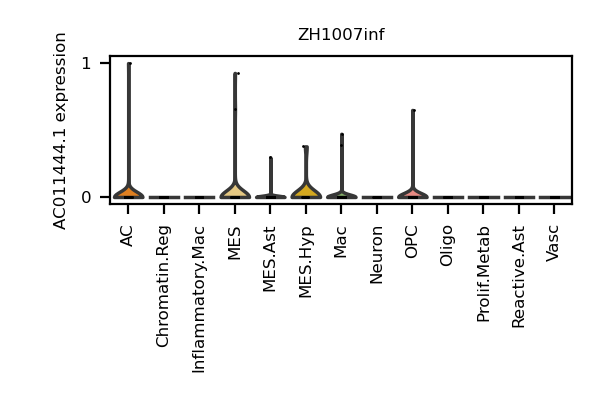 ZH1007inf
AC011444.1 expression
1
0
AC
Chromatin.Reg
Inflammatory.Mac
MES
MES.Ast
MES.Hyp
Mac
Neuron
OPC
Oligo
Prolif.Metab
Reactive.Ast
Vasc